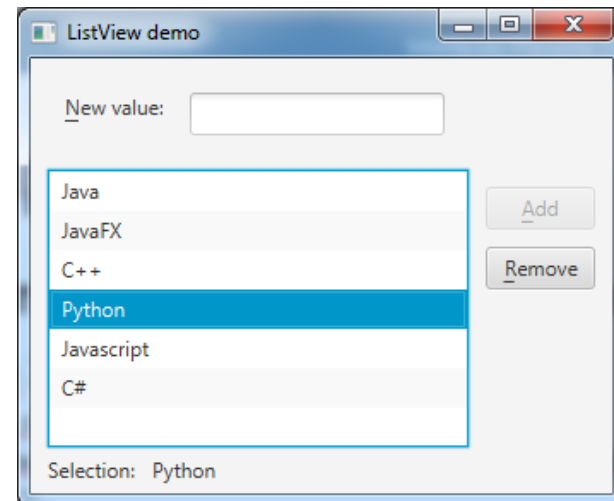 ListView demo
New value:
Java
JavaFX
C++
Python
Javascript
C#
Add
Remove
Selection: Python